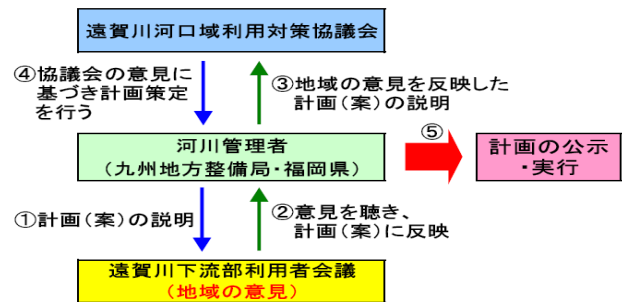 遠賀川河口域利用対策協議会
④協議会の意見に
基づき計画策定
を行う
③地域の意見を反映した
計画(案)の説明
河川管理者
(九州地方整備局・福岡県)
⑤
計画の公示
・実行
①計画(案)の説明
②意見を聴き、
計画(案)に反映
遠賀川下流部利用者会議
(地域の意見)